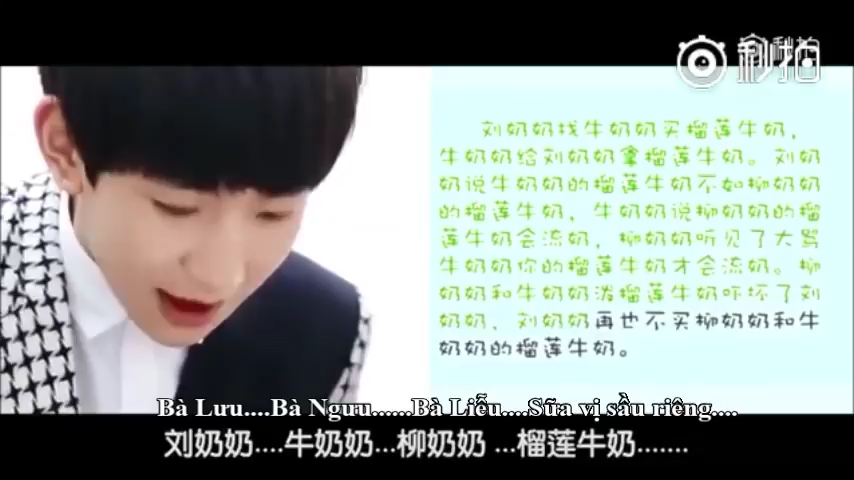 秒拍
刘奶奶找牛奶奶买榴莲牛奶,
牛奶奶给刘奶奶拿榴莲牛奶。刘奶
奶说牛奶奶的榴莲牛奶不如柳奶奶
的榴莲牛奶, 牛奶奶说柳奶奶的榴
莲牛奶会流奶, 柳奶奶听见了大骂
牛奶奶你的榴莲牛奶才会流奶。柳
奶奶和牛奶奶泼榴莲牛奶吓坏了刘
奶奶, 刘奶奶再也不买柳奶奶和牛
奶奶的榴莲牛奶。
Bà Lưu....Bà Ngưu......Bà Liễu....Sữa vị sầu riêng....
刘奶奶....牛奶奶...柳奶奶 ...榴莲牛奶.......